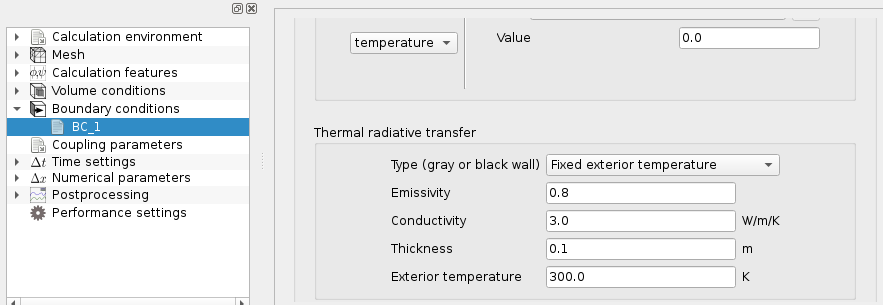 Calculation environment
Mesh
φ,ψ Calculation features
Volume conditions
Boundary conditions
BC_1
Coupling parameters
Δt Time settings
Δx Numerical parameters
Postprocessing
Performance settings
temperature
Value 0.0
Thermal radiative transfer
Type (gray or black wall) Fixed exterior temperature
Emissivity 0.8
Conductivity 3.0 W/m/K
Thickness 0.1 m
Exterior temperature 300.0 K